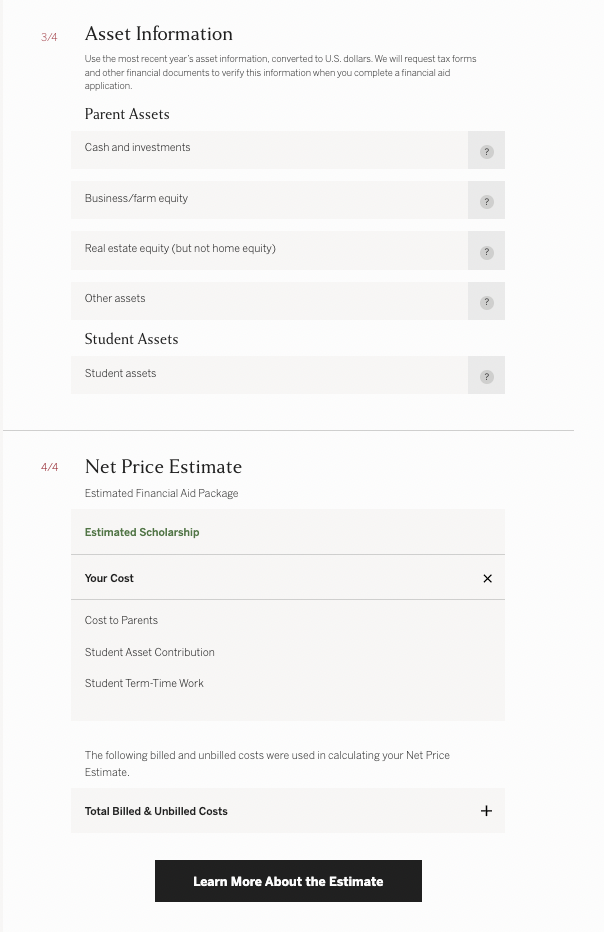 3/4
Asset Information
Use the most recent year's asset information, converted to U.S. dollars. We will request tax forms
and other financial documents to verify this information when you complete a financial aid
application.
Parent Assets
Cash and investments
?
Business/farm equity
?
Real estate equity (but not home equity)
?
Other assets
?
Student Assets
Student assets
?
4/4
Net Price Estimate
Estimated Financial Aid Package
Estimated Scholarship
Your Cost
Cost to Parents
Student Asset Contribution
Student Term-Time Work
The following billed and unbilled costs were used in calculating your Net Price
Estimate.
Total Billed & Unbilled Costs
Learn More About the Estimate